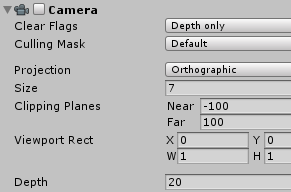 Camera
Clear Flags Depth only
Culling Mask Default
Projection Orthographic
Size 7
Clipping Planes Near -100
Far 100
Viewport Rect X 0 Y 0
W 1 H 1
Depth 20